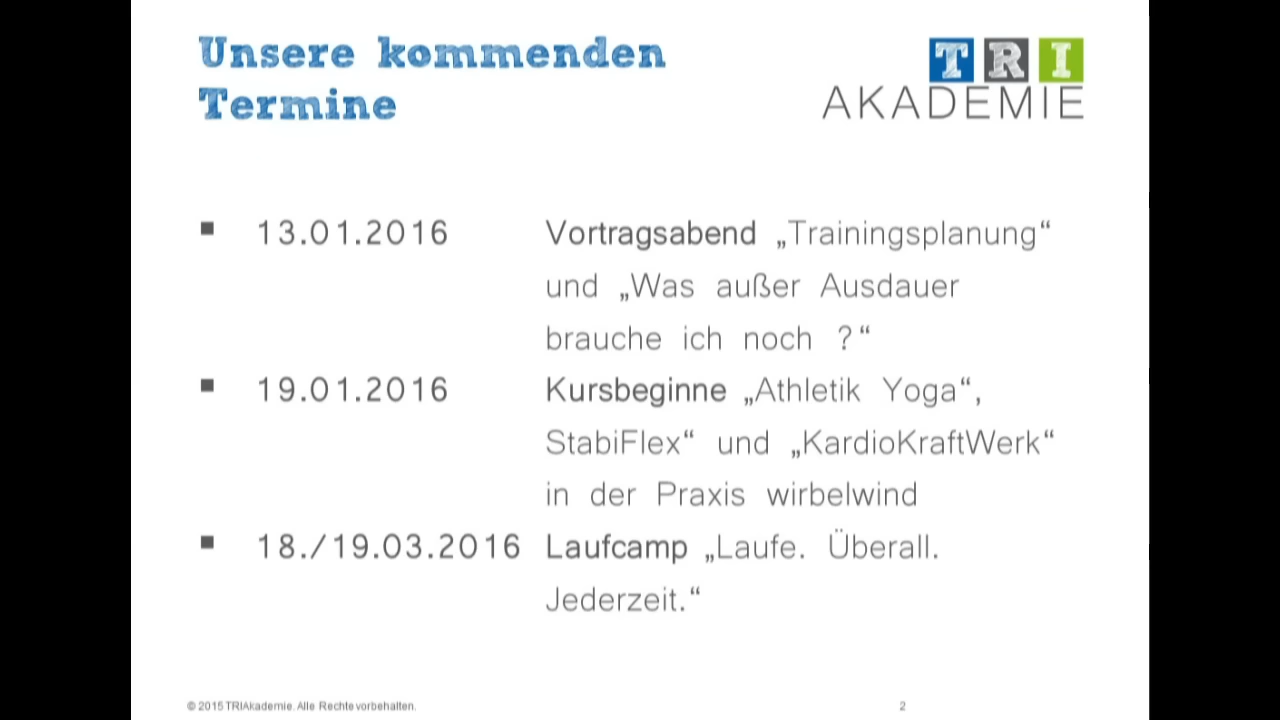 Unsere kommenden
Termine
TRI
AKADEMIE
▪ 13.01.2016 Vortragsabend „Trainingsplanung“
und „Was außer Ausdauer
brauche ich noch ?“
▪ 19.01.2016 Kursbeginne „Athletik Yoga“,
StabiFlex“ und „KardioKraftWerk“
in der Praxis wirbelwind
▪ 18./19.03.2016 Laufcamp „Laufe. Überall.
Jederzeit.“
© 2015 TRIAkademie. Alle Rechte vorbehalten. 2